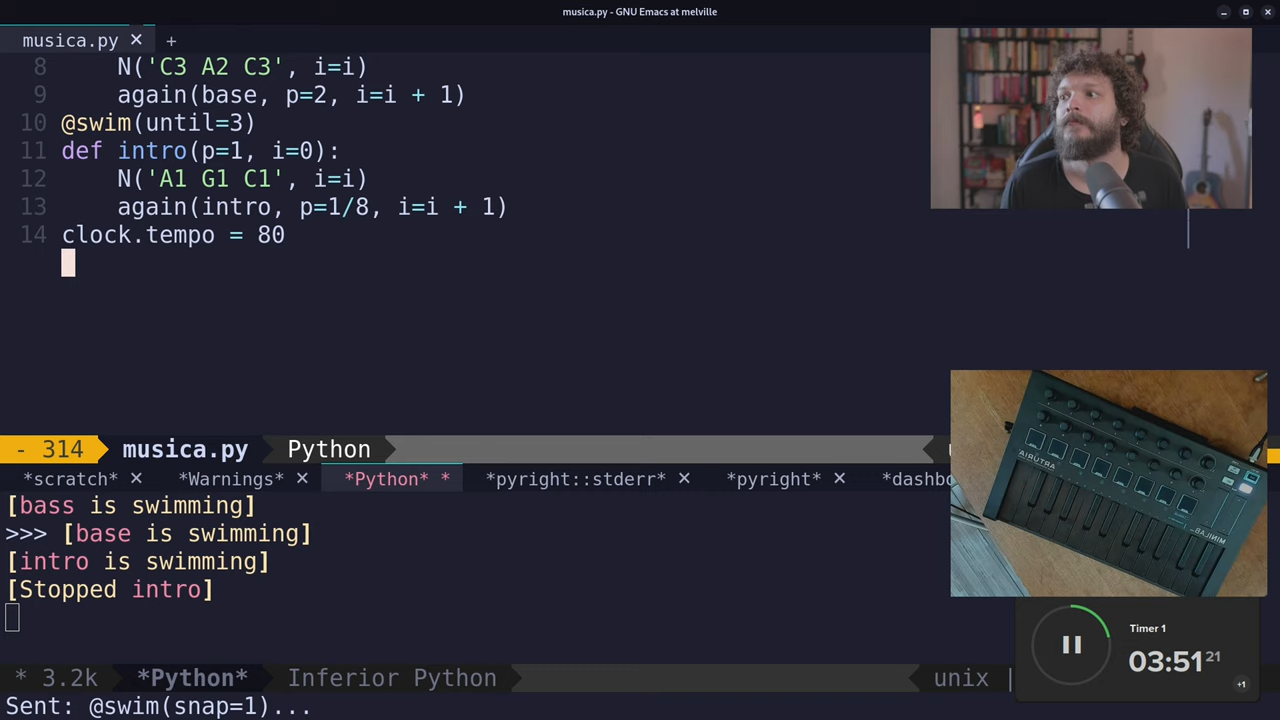 musica.py - GNU Emacs at melville
musica.py × +
8 N('C3 A2 C3', i=i)
9 again(base, p=2, i=i + 1)
10 @swim(until=3)
11 def intro(p=1, i=0):
12 N('A1 G1 C1', i=i)
13 again(intro, p=1/8, i=i + 1)
14 clock.tempo = 80
- 314 musica.py Python
*scratch* × *Warnings* × *Python* * *pyright::stderr* × *pyright* × *dashbo
[bass is swimming]
>>> [base is swimming]
[intro is swimming]
[Stopped intro]
* 3.2k *Python* Inferior Python unix |
Sent: @swim(snap=1)...
ARTURIA
MINILAB
Timer 1
03:51 21
+1